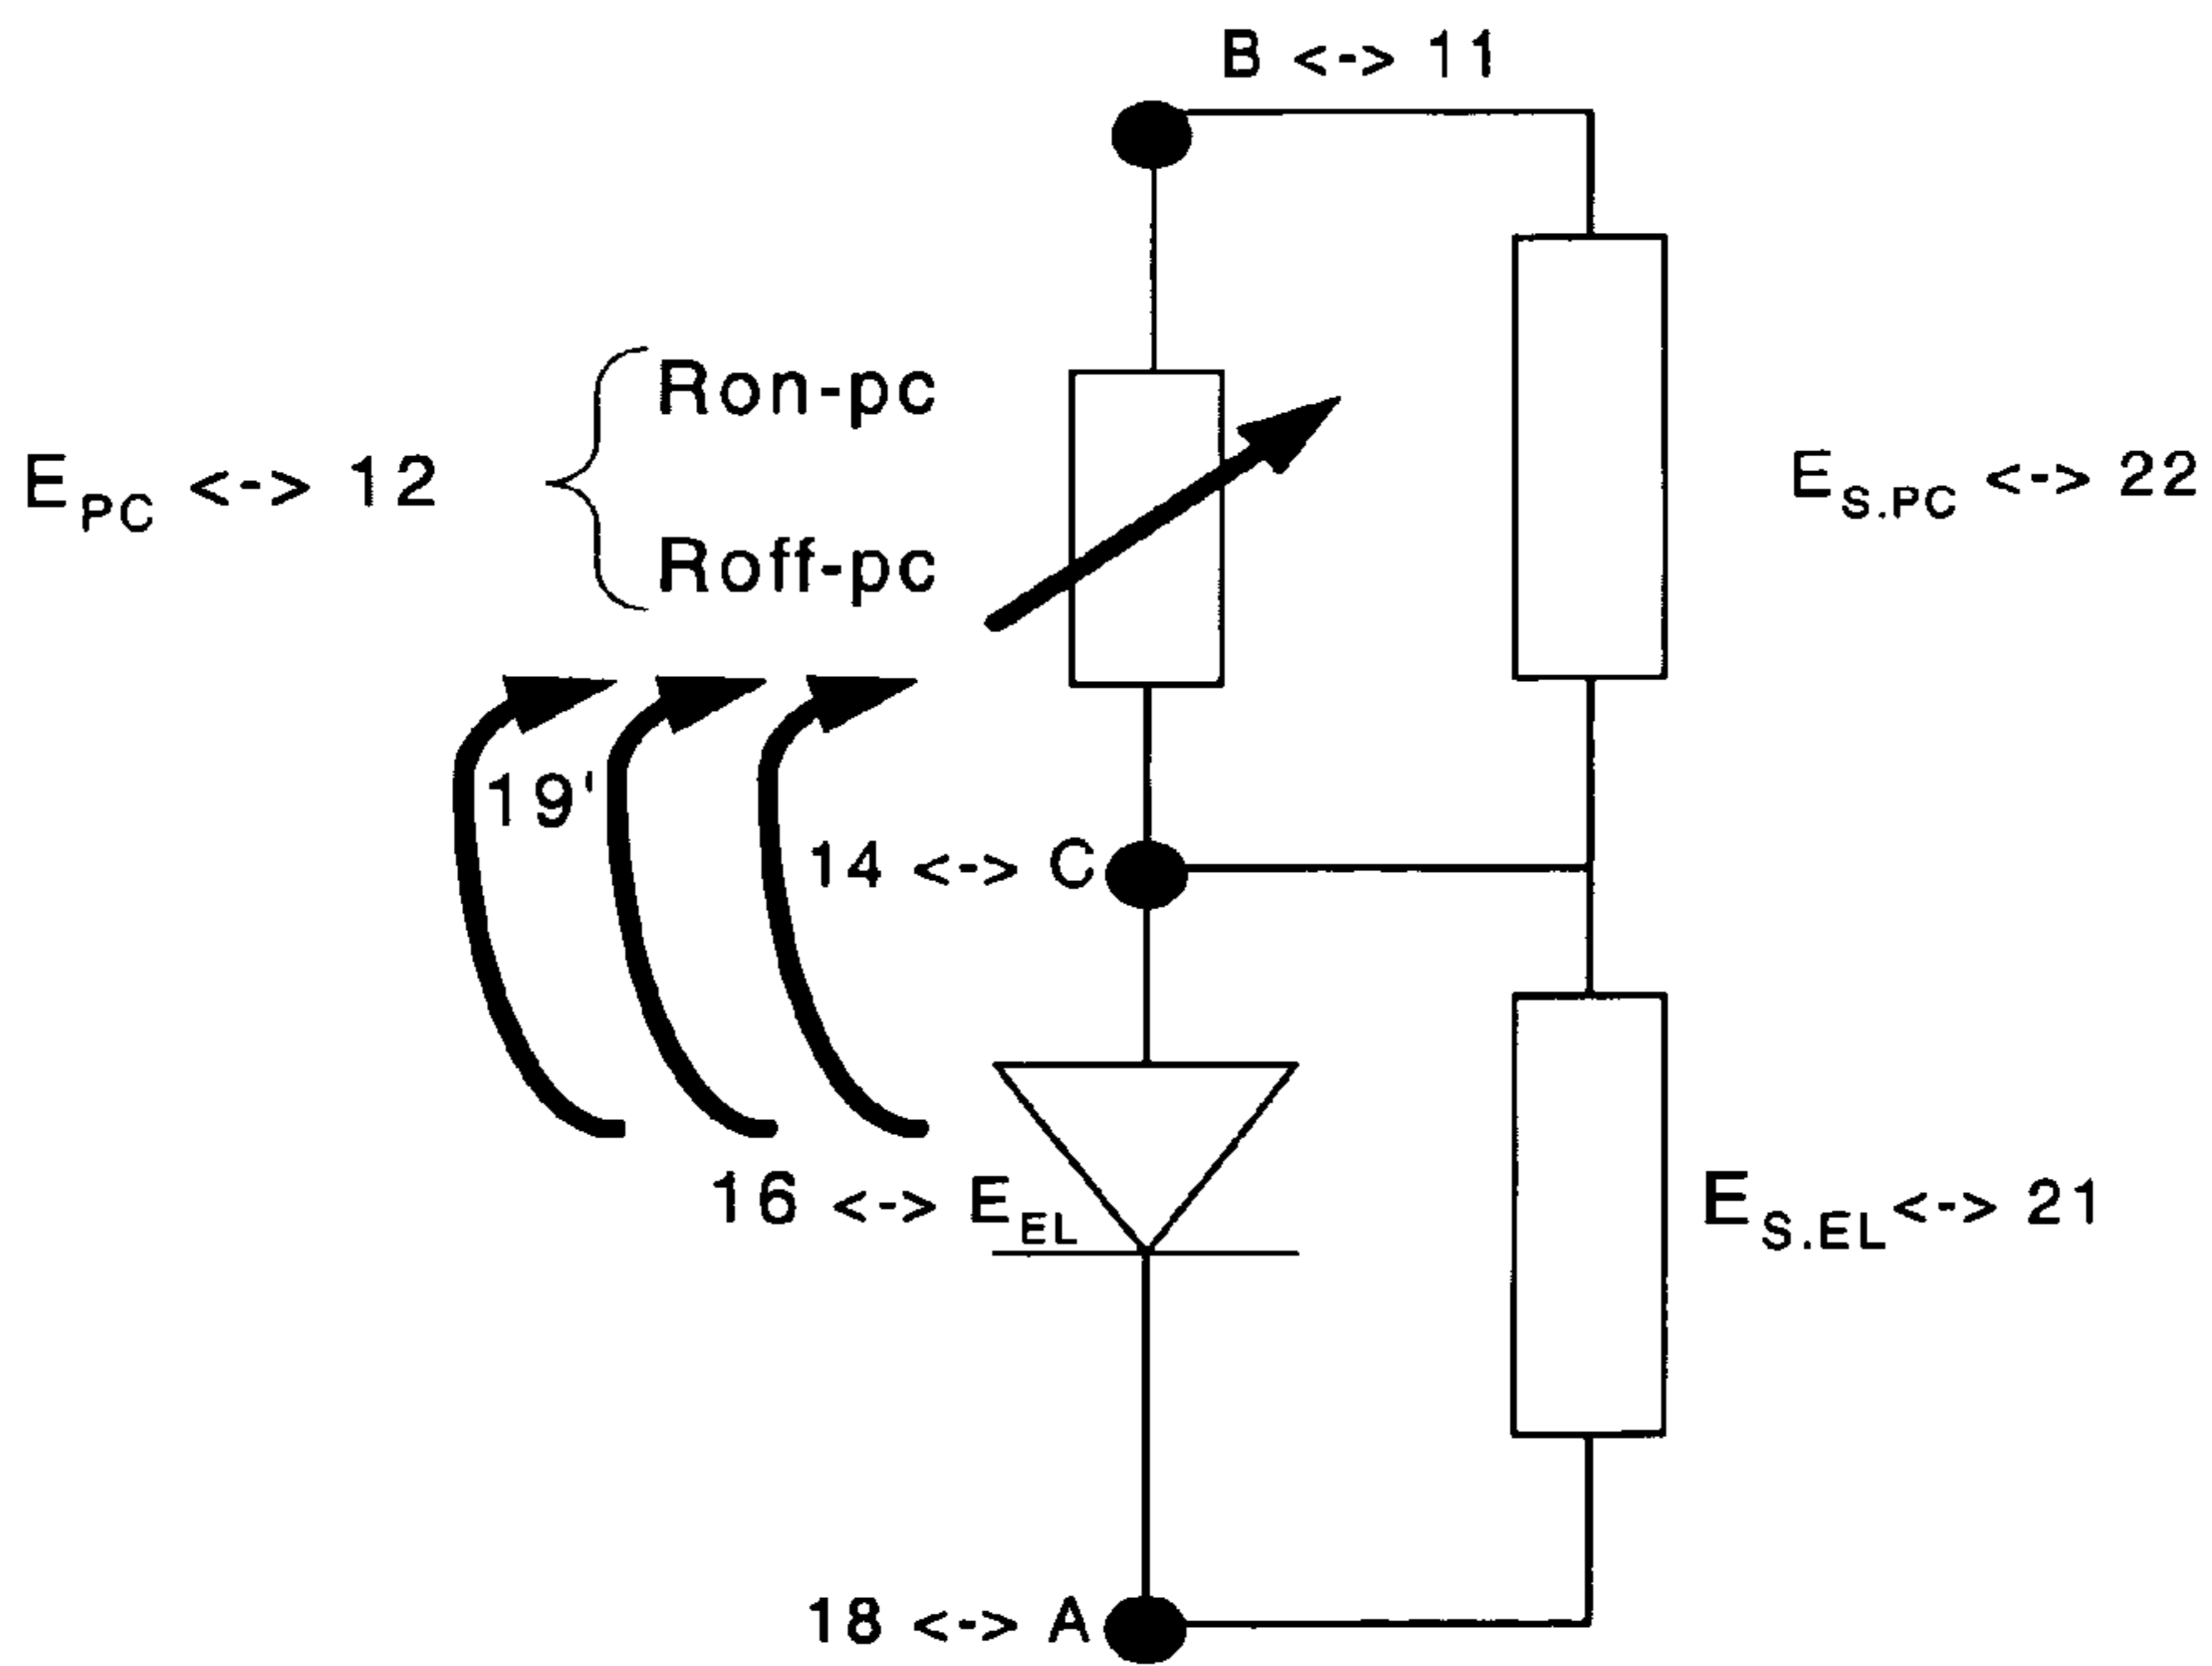 B <-> 11
Ron-pc
E_PC <-> 12
E_S.PC <-> 22
Roff-pc
19'
14 <-> C
16 <-> E_EL
E_S.EL <-> 21
18 <-> A